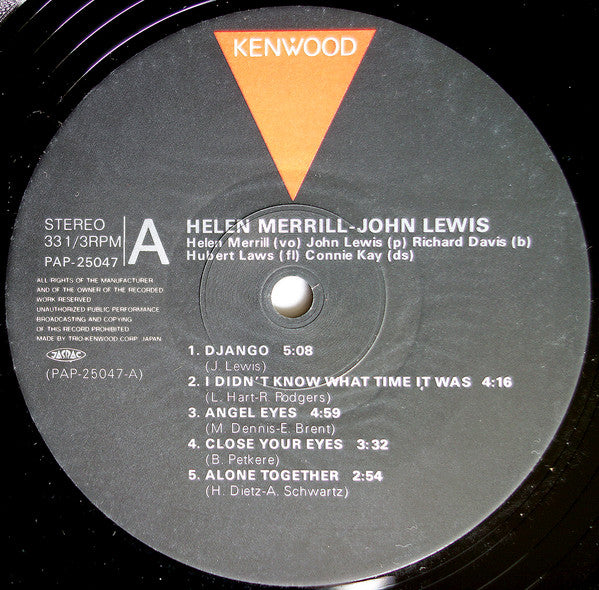 KENWOOD
STEREO
33 1/3RPM
PAP-25047
A
HELEN MERRILL-JOHN LEWIS
Helen Merrill (vo) John Lewis (p) Richard Davis (b)
Hubert Laws (fl) Connie Kay (ds)
ALL RIGHTS OF THE MANUFACTURER
AND OF THE OWNER OF THE RECORDED
WORK RESERVED
UNAUTHORIZED PUBLIC PERFORMANCE
BROADCASTING AND COPYING
OF THIS RECORD PROHIBITED
MADE BY TRIO-KENWOOD CORP. JAPAN.
JASRAC
(PAP-25047-A)
1. DJANGO 5:08
(J. Lewis)
2. I DIDN'T KNOW WHAT TIME IT WAS 4:16
(L. Hart-R. Rodgers)
3. ANGEL EYES 4:59
(M. Dennis-E. Brent)
4. CLOSE YOUR EYES 3:32
(B. Petkere)
5. ALONE TOGETHER 2:54
(H. Dietz-A. Schwartz)